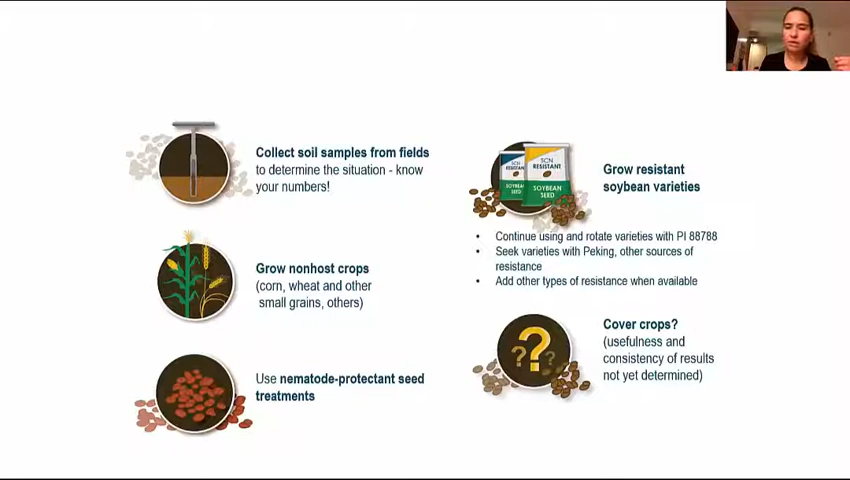 Collect soil samples from fields
to determine the situation - know
your numbers!
Grow nonhost crops
(corn, wheat and other
small grains, others)
Use nematode-protectant seed
treatments
SCN
RESISTANT
SOYBEAN
SEED
SCN
RESISTANT
SOYBEAN
SEED
Grow resistant
soybean varieties
• Continue using and rotate varieties with PI 88788
• Seek varieties with Peking, other sources of
resistance
• Add other types of resistance when available
Cover crops?
(usefulness and
consistency of results
not yet determined)
???